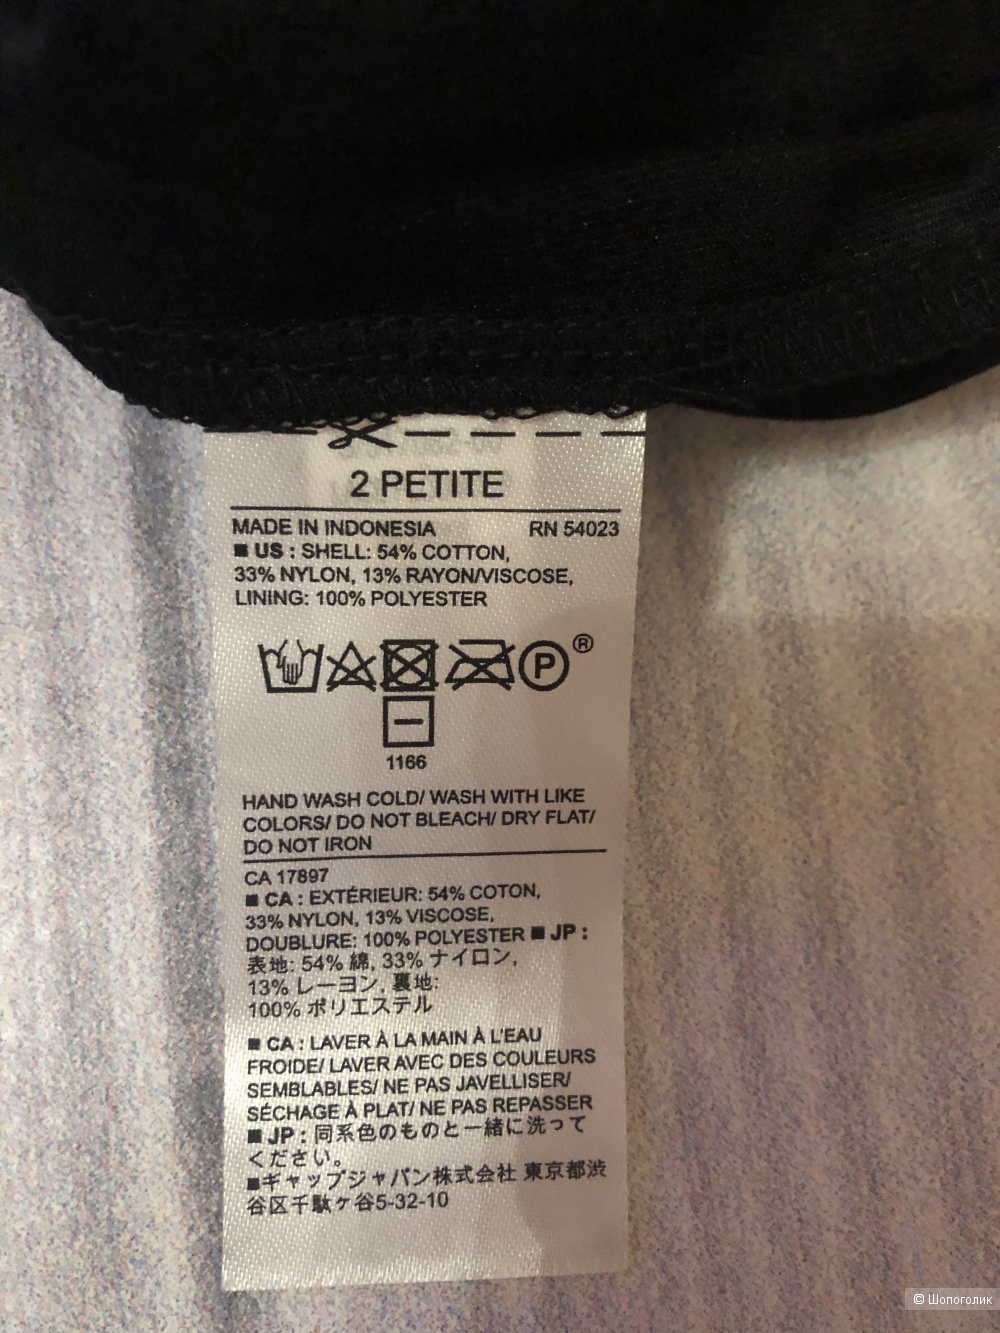 2 PETITE
MADE IN INDONESIA RN 54023
■ US : SHELL: 54% COTTON,
33% NYLON, 13% RAYON/VISCOSE,
LINING: 100% POLYESTER
®
P
1166
HAND WASH COLD/ WASH WITH LIKE
COLORS/ DO NOT BLEACH/ DRY FLAT/
DO NOT IRON
CA 17897
■ CA : EXTÉRIEUR: 54% COTON,
33% NYLON, 13% VISCOSE,
DOUBLURE: 100% POLYESTER ■ JP :
表地: 54% 綿, 33% ナイロン,
13% レーヨン, 裏地:
100% ポリエステル
■ CA : LAVER À LA MAIN À L'EAU
FROIDE/ LAVER AVEC DES COULEURS
SEMBLABLES/ NE PAS JAVELLISER/
SÉCHAGE À PLAT/ NE PAS REPASSER
■ JP : 同系色のものと一緒に洗って
ください。
■ギャップジャパン株式会社 東京都渋
谷区千駄ヶ谷5-32-10
© Шопоголик